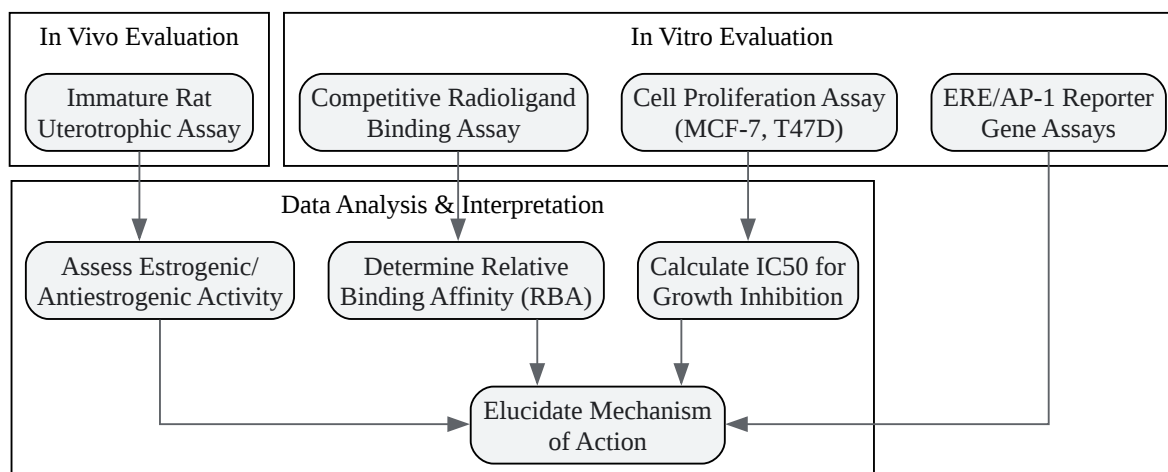 In Vivo Evaluation
In Vitro Evaluation
Immature Rat
Uterotrophic Assay
Competitive Radioligand
Binding Assay
Cell Proliferation Assay
(MCF-7, T47D)
ERE/AP-1 Reporter
Gene Assays
Data Analysis & Interpretation
Assess Estrogenic/
Antiestrogenic Activity
Determine Relative
Binding Affinity (RBA)
Calculate IC50 for
Growth Inhibition
Elucidate Mechanism
of Action